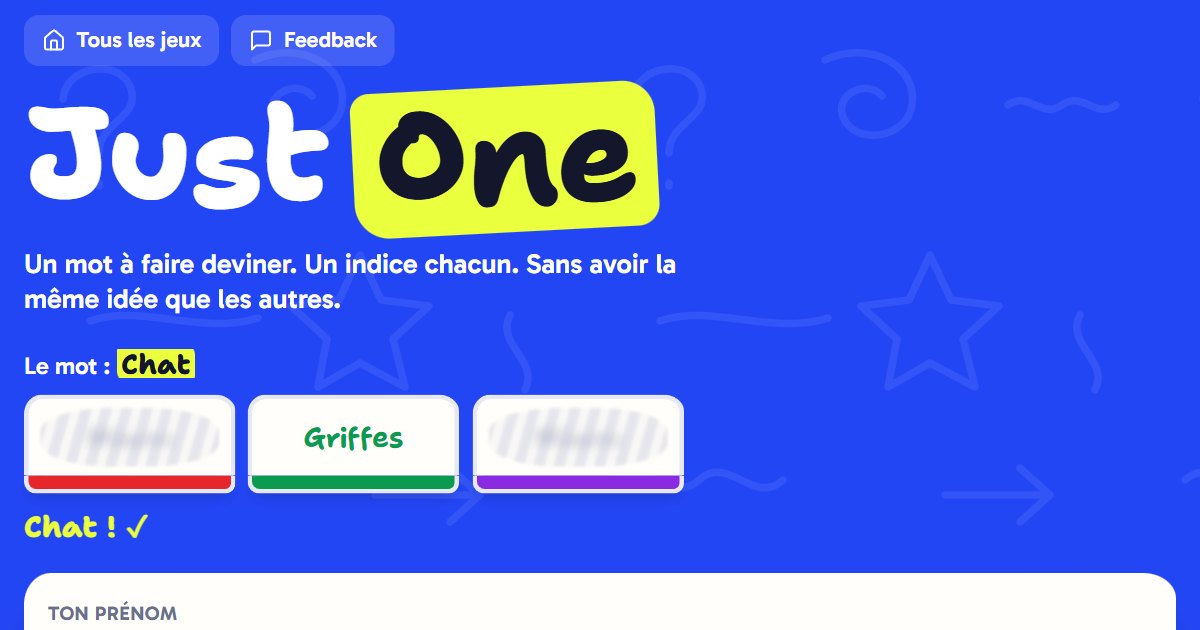 Tous les jeux
Feedback
Just One
Un mot à faire deviner. Un indice chacun. Sans avoir la
même idée que les autres.
Le mot : Chat
Griffes
Chat ! ✓
TON PRÉNOM